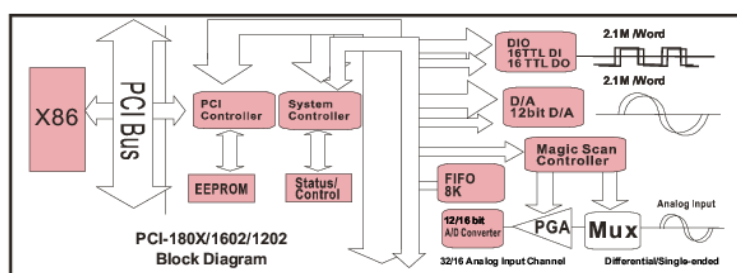 X86
PCI Bus
PCI
Controller
System
Controller
EEPROM
Status/
Control
PCI-180X/1602/1202
Block Diagram
DIO
16TTL DI
16 TTL DO
2.1M /Word
D/A
12bit D/A
2.1M /Word
Magic Scan
Controller
FIFO
8K
12/16 bit
A/D Converter
PGA
Mux
Analog Input
32/16 Analog Input Channel
Differential/Single-ended